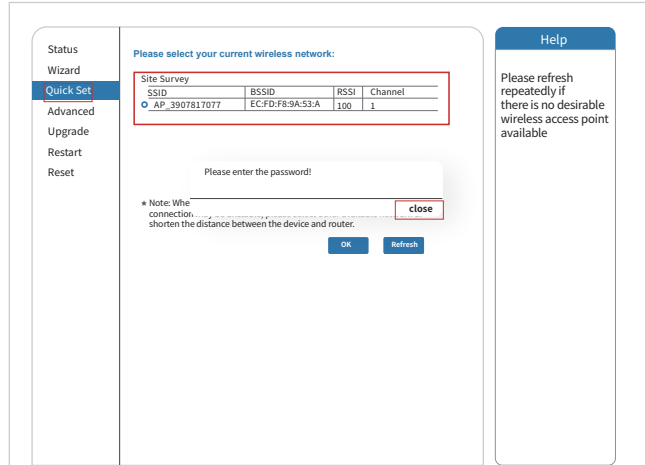 Status
Wizard
Quick Set
Advanced
Upgrade
Restart
Reset
Please select your current wireless network:
Site Survey
SSID BSSID RSSI Channel
AP_3907817077 EC:FD:F8:9A:53:A 100 1
Please enter the password!
close
* Note: Whe
connection
shorten the distance between the device and router.
OK Refresh
Help
Please refresh
repeatedly if
there is no desirable
wireless access point
available